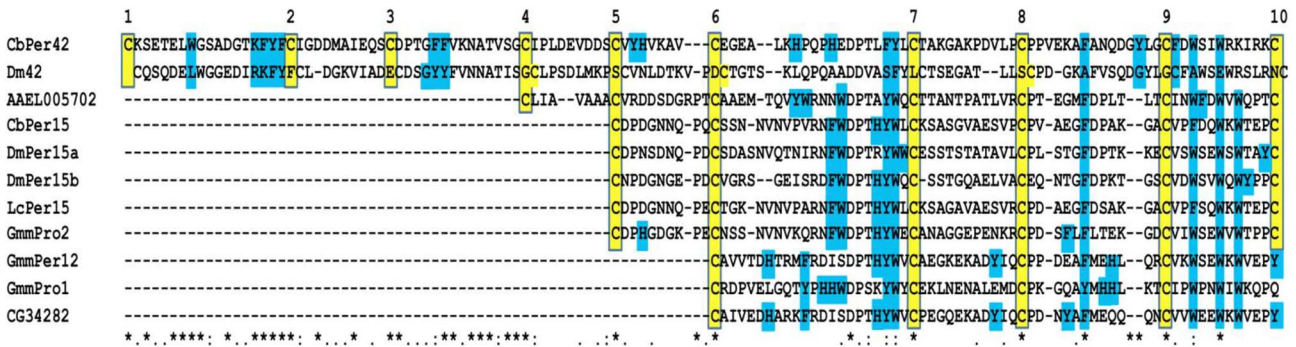 1 2 3 4 5 6 7 8 9 10
CbPer42 CKSETELWGSADGTKFYFCIGDDMAIEQSCDPTGFFVKNATVSGCIPLDEVDDSCVYHVKAV--CEGEA--LKHPQPHEDPTLFYLCTAKGAKPDVLPCPPVEKAFANQDGYLGCFDWSIWRKIRKC
Dm42 CQSQDELWGGEDIRKFYFCL-DGKVIADECDSGYYFVNNATISGCLPSDLMKPSCVNLDTKV-PDCTGTS-KLQPQAADDVASFYLCTSEGAT-LLSCPD-GKAFVSQDGYLGCFAWSEWRSLRNC
AAEL005702 --------------------------------------------CLIA--VAAACVRDDSDGRPTCAAEM-TQVYWRNNWDPTAYWQCTTANTPATLVRCPT-EGMFDPLT--LTCINWFDWVWQPTC
CbPer15 ------------------------------------------------------CDPDGNNQ-PQCSSN-NVNVPVRNFWDPTHYWLCKSASGVAESVPCPV-AEGFDPAK--GACVPFDQWKWTEPC
DmPer15a ------------------------------------------------------CDPNSDNQ-PDCSDASNVQTNIRNFWDPTRYWWCESSTSTATAVLCPL-STGFDPTK--KECVSWSEWSWTAYC
DmPer15b ------------------------------------------------------CNPDGNGE-PDCVGRS-GEISRDFWDPTHYWQC-SSTGQAELVACEQ-NTGFDPKT--GSCVDWSVWQWYPPC
LcPer15 ------------------------------------------------------CDPDGNNQ-PECTGK-NVNVPARNFWDPTHYWLCKSAGAVAESVRCPD-AEGFDSAK--GACVPFSQWKWTEPC
GmmPro2 ------------------------------------------------------CDPHGDGK-PECNSS-NVNVKQRNFWDPTHYWECANAGGEPENKRCPD-SFLFLTEK--GDCVIWSEWVWTPPC
GmmPer12 -----------------------------------------------------------------CAVVTDHTRMFRDISDPTHYWVCAEGKEKADYIQCPP-DEAFMEHL--QRCVKWSEWKWVEPY
GmmPro1 -----------------------------------------------------------------CRDPVELGQTYPHHWDPSKYWYCEKLNENALEMDCPK-GQAYMHHL--KTCIPWPNWIWKPQ
CG34282 -----------------------------------------------------------------CAIVEDHARKFRDISDPTHYWVCPEGQEKADYIQCPD-NYAFMEQQ--QNCVVWEEWKWVEPY